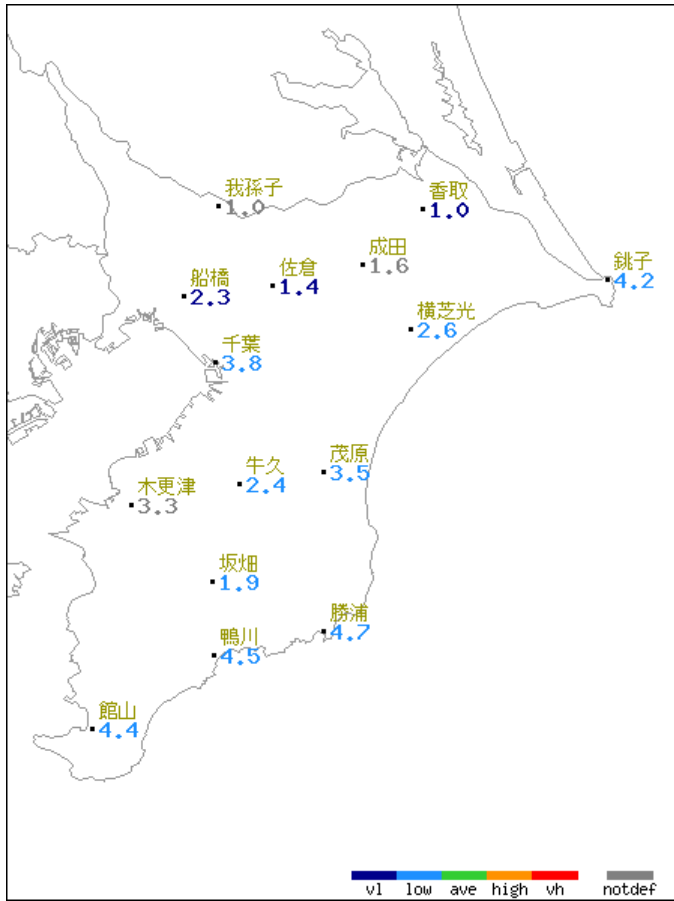 我孫子
1.0
香取
1.0
成田
1.6
銚子
4.2
佐倉
1.4
船橋
2.3
横芝光
2.6
千葉
3.8
茂原
3.5
牛久
2.4
木更津
3.3
坂畑
1.9
勝浦
4.7
鴨川
4.5
館山
4.4
vl low ave high vh notdef